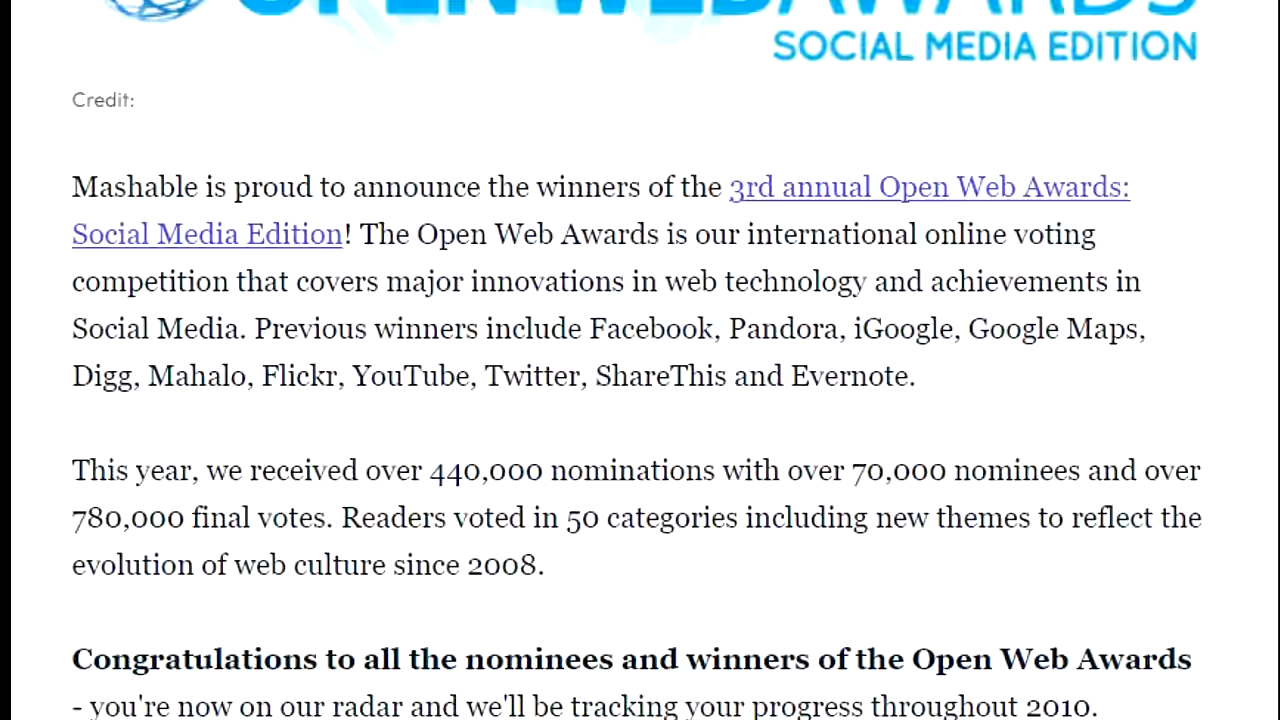 OPEN WEB AWARDS
SOCIAL MEDIA EDITION
Credit:
Mashable is proud to announce the winners of the 3rd annual Open Web Awards:
Social Media Edition! The Open Web Awards is our international online voting
competition that covers major innovations in web technology and achievements in
Social Media. Previous winners include Facebook, Pandora, iGoogle, Google Maps,
Digg, Mahalo, Flickr, YouTube, Twitter, ShareThis and Evernote.
This year, we received over 440,000 nominations with over 70,000 nominees and over
780,000 final votes. Readers voted in 50 categories including new themes to reflect the
evolution of web culture since 2008.
Congratulations to all the nominees and winners of the Open Web Awards
- you're now on our radar and we'll be tracking your progress throughout 2010.